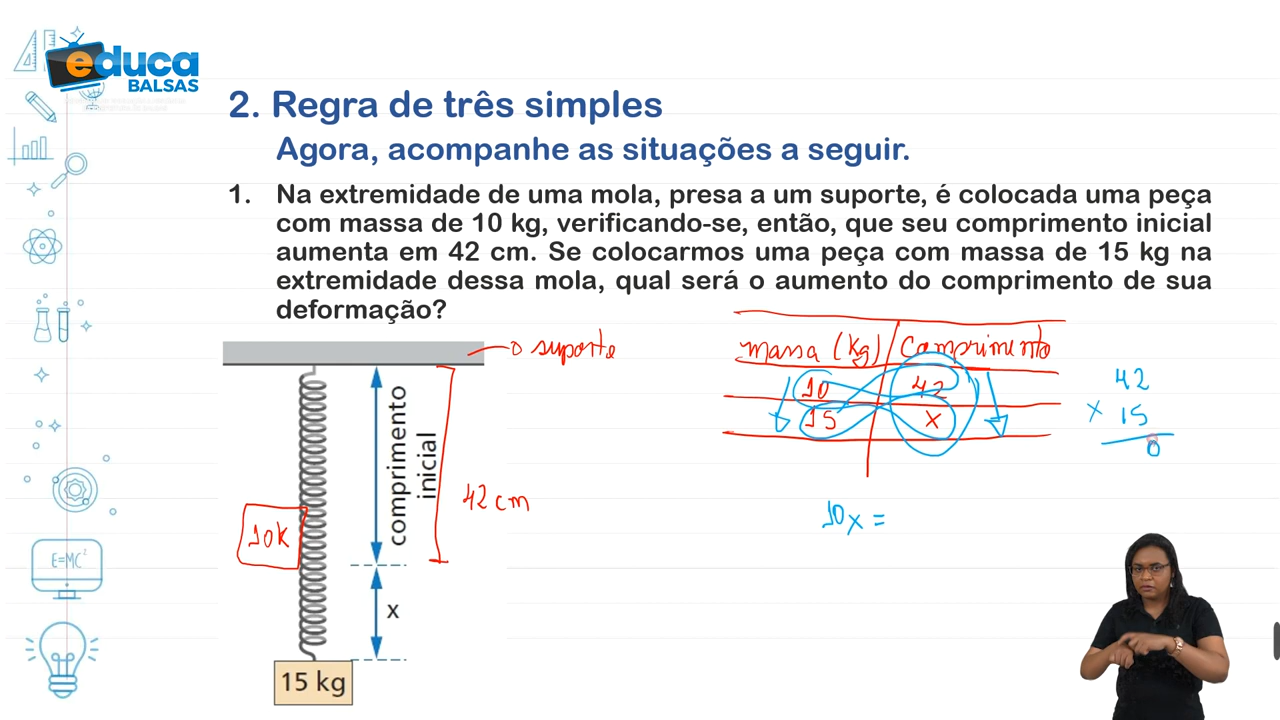 éduca
BALSAS
2. Regra de três simples
Agora, acompanhe as situações a seguir.
1. Na extremidade de uma mola, presa a um suporte, é colocada uma peça
com massa de 10 kg, verificando-se, então, que seu comprimento inicial
aumenta em 42 cm. Se colocarmos uma peça com massa de 15 kg na
extremidade dessa mola, qual será o aumento do comprimento de sua
deformação?
suporte
massa (kg) Comprimento
10 42
15 x
42
x 15
0
10x =
comprimento
inicial
42 cm
10k
x
15 kg
E=MC²